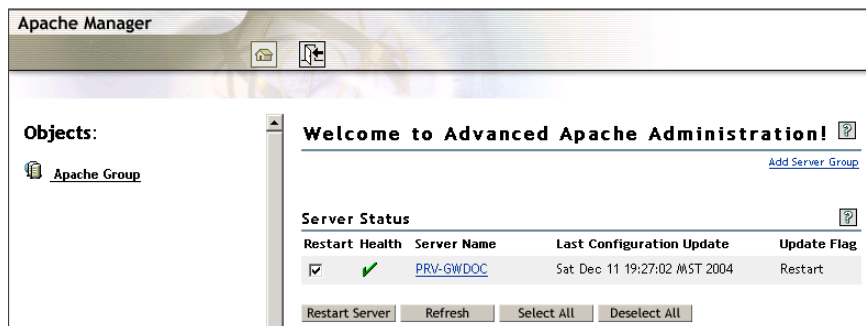 Apache Manager
Objects:
Apache Group
Welcome to Advanced Apache Administration! ?
Add Server Group
Server Status ?
Restart Health Server Name Last Configuration Update Update Flag
PRV-GWDOC Sat Dec 11 19:27:02 MST 2004 Restart
Restart Server Refresh Select All Deselect All